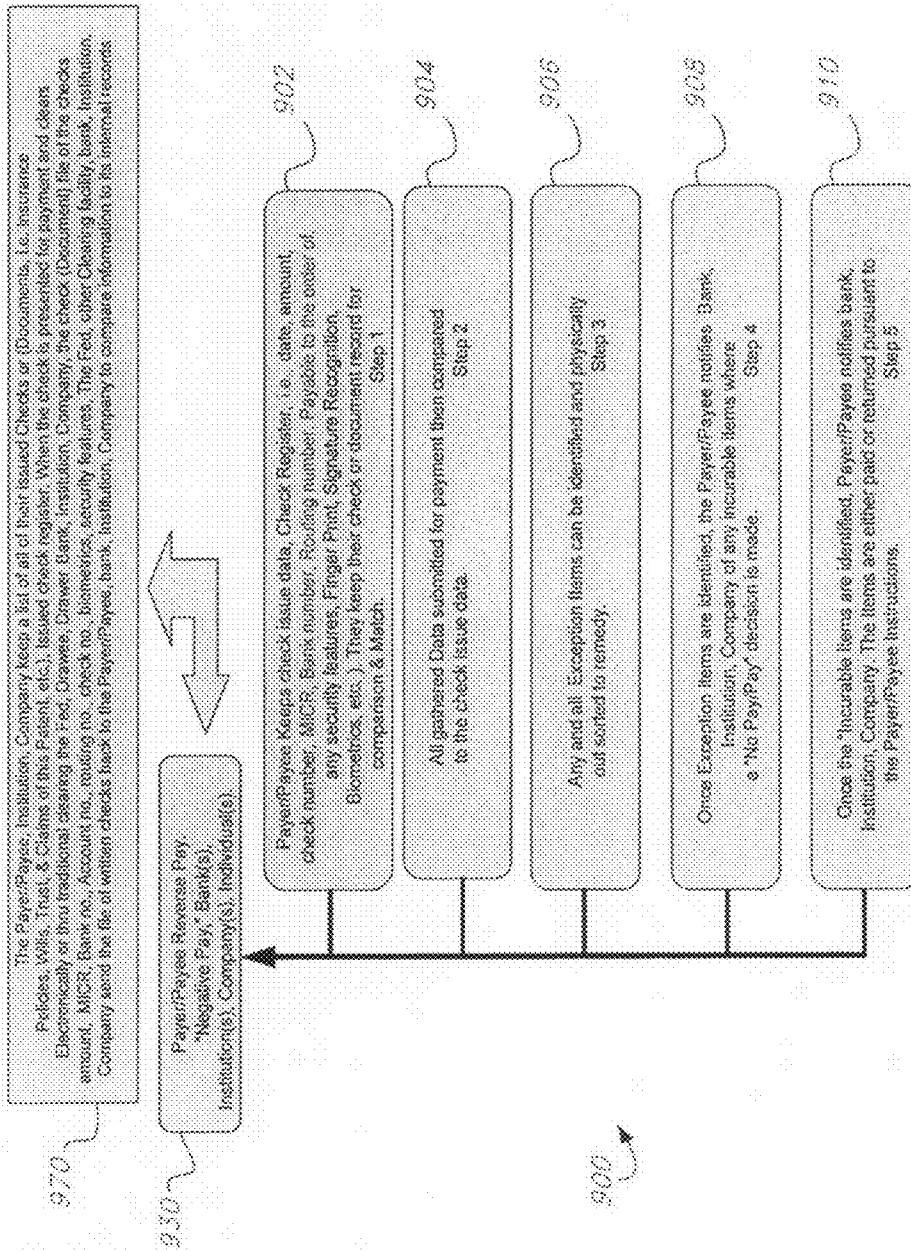 The Payer/Payee, Institution, Company keep a list of all of their issued Checks or (Documents, i.e. Insurance
Policies, Wills, Trust, & Claims of this Patent, etc), Issued check register. When the check is presented for payment and clears
Electronically or thru traditional clearing the Fed, Drawee, Drawer Bank, Institution, Company, the check (Document) file of the checks
amount, MICR, Bank no., Account no., routing no., check no., biometrics, security features, The Fed, other Clearing facility, bank, Institution,
Company send the file of written checks back to the Payer/Payee, bank, Institution, Company to compare information to its internal records
970
Payer/Payee Reverse Pay.
"Negative Pay," Bank(s),
Institution(s), Company(s), Individual(s).
930
Payer/Payee Keeps check issue data, Check Register, i.e. date, amount,
check number, MICR, Bank number, Routing number, Payable to the order of,
any security features, Finger Print, Signature Recognition,
Biometrics, etc. ) They keep their check or document record for
comparison & Match. Step 1
902
All gathered Data submitted for payment then compared
to the check issue data. Step 2
904
Any and all Exception Items can be identified and physically
out sorted to remedy. Step 3
906
Once Exception Items are identified, the Payer/Payee notifies Bank,
Institution, Company of any incurable items where
a "No Pay/Pay" decision is made. Step 4
908
Once the "Incurable Items are identified, Payer/Payee notifies bank,
Institution, Company. The Items are either paid or returned pursuant to
the Payer/Payee Instructions. Step 5
910
900